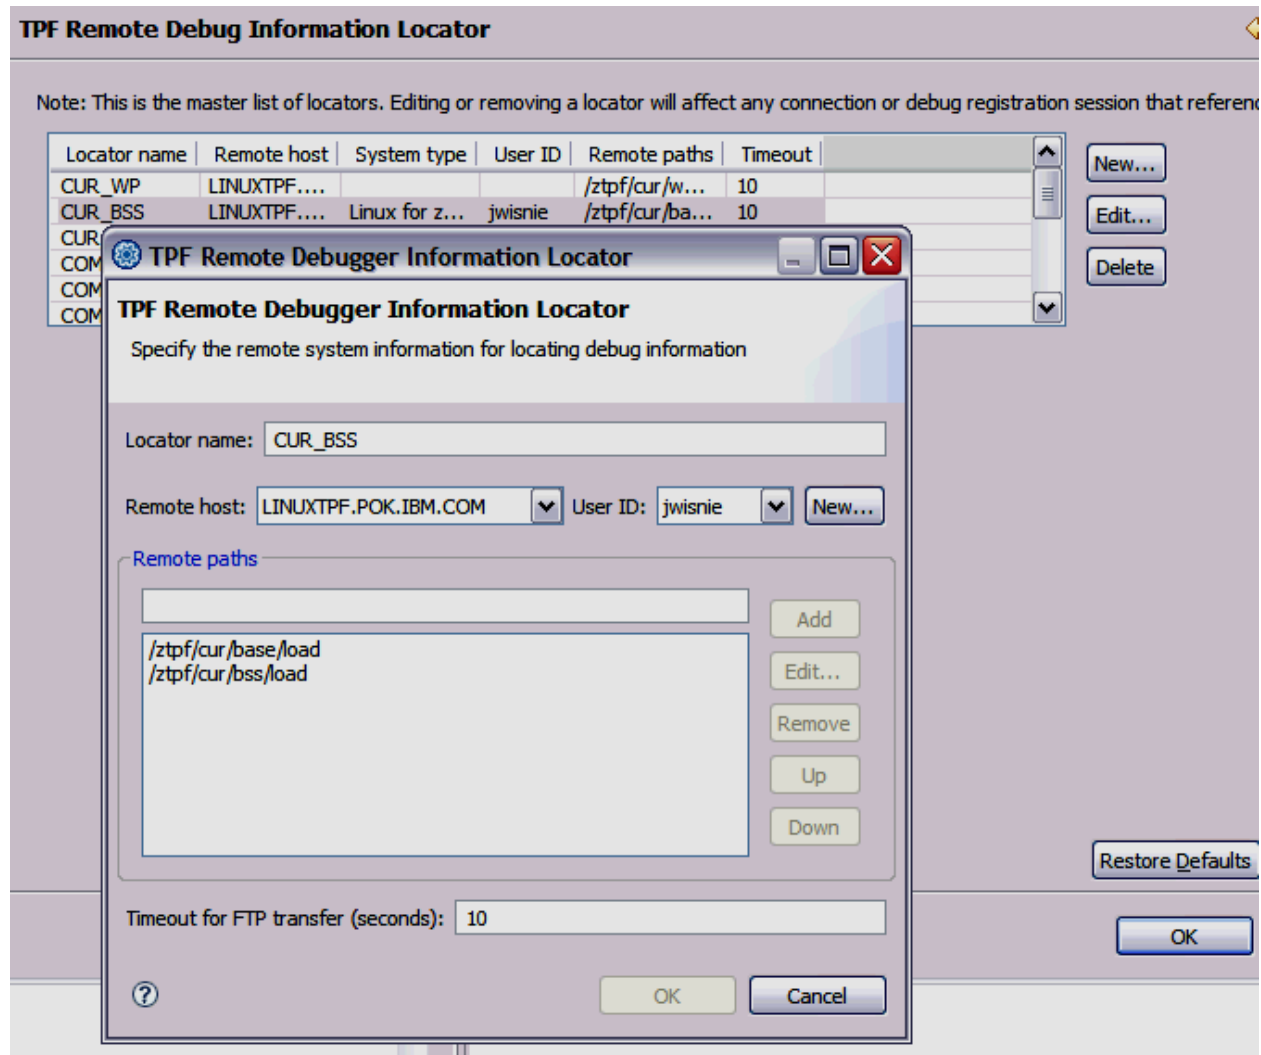 TPF Remote Debug Information Locator
Note: This is the master list of locators. Editing or removing a locator will affect any connection or debug registration session that referenc
Locator name Remote host System type User ID Remote paths Timeout
CUR_WP LINUXTPF.... /ztpf/cur/w... 10
CUR_BSS LINUXTPF.... Linux for z... jwisnie /ztpf/cur/ba... 10
CUR
COM
COM
COM
New...
Edit...
Delete
TPF Remote Debugger Information Locator
TPF Remote Debugger Information Locator
Specify the remote system information for locating debug information
Locator name: CUR_BSS
Remote host: LINUXTPF.POK.IBM.COM User ID: jwisnie New...
Remote paths
Add
/ztpf/cur/base/load
/ztpf/cur/bss/load
Edit...
Remove
Up
Down
Timeout for FTP transfer (seconds): 10
? OK Cancel
Restore Defaults
OK